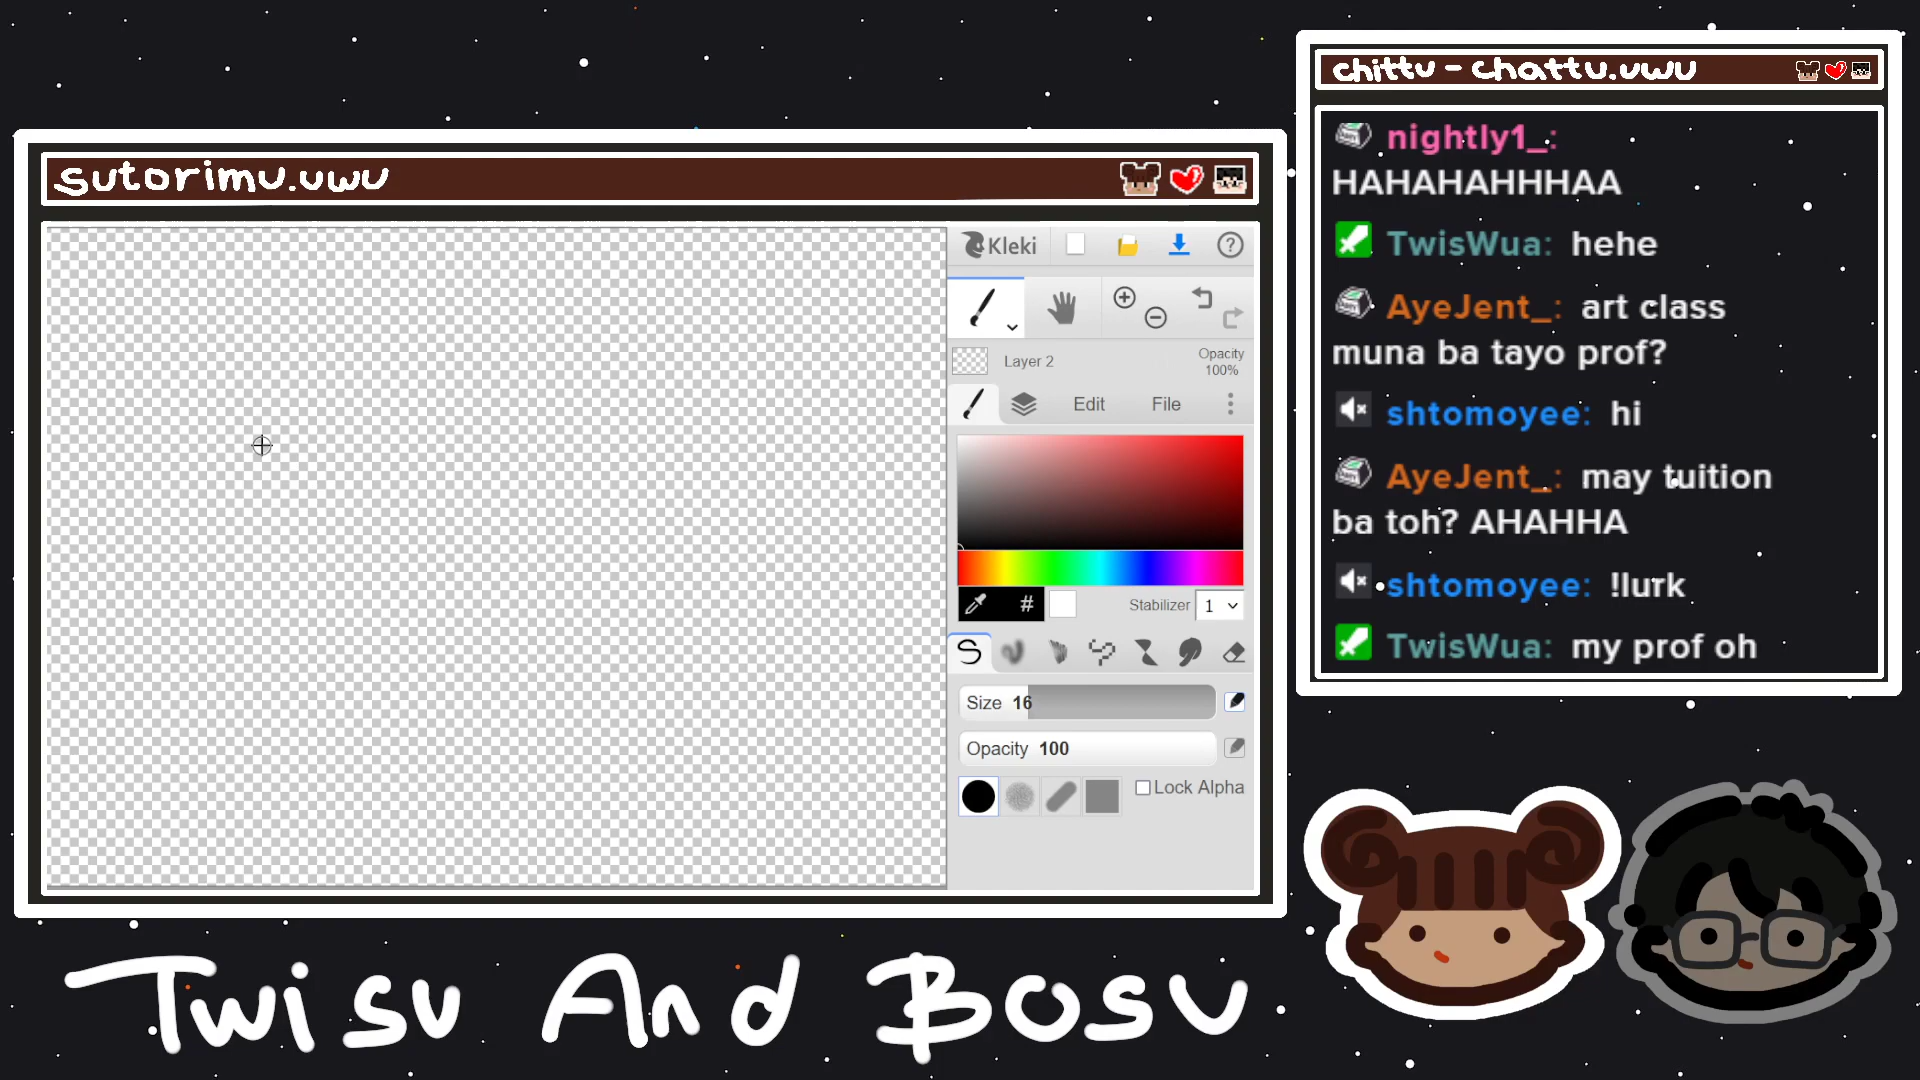 sutorimu.uwu
Kleki
Layer 2
Opacity
100%
Edit
File
#
Stabilizer
1
Size 16
Opacity 100
Lock Alpha
chittu - chattu.uwu
nightly1_:
HAHAHAHHHAA
TwisWua: hehe
AyeJent_: art class
muna ba tayo prof?
shtomoyee: hi
AyeJent_: may tuition
ba toh? AHAHHA
shtomoyee: !lurk
TwisWua: my prof oh
Twisu And Bosu